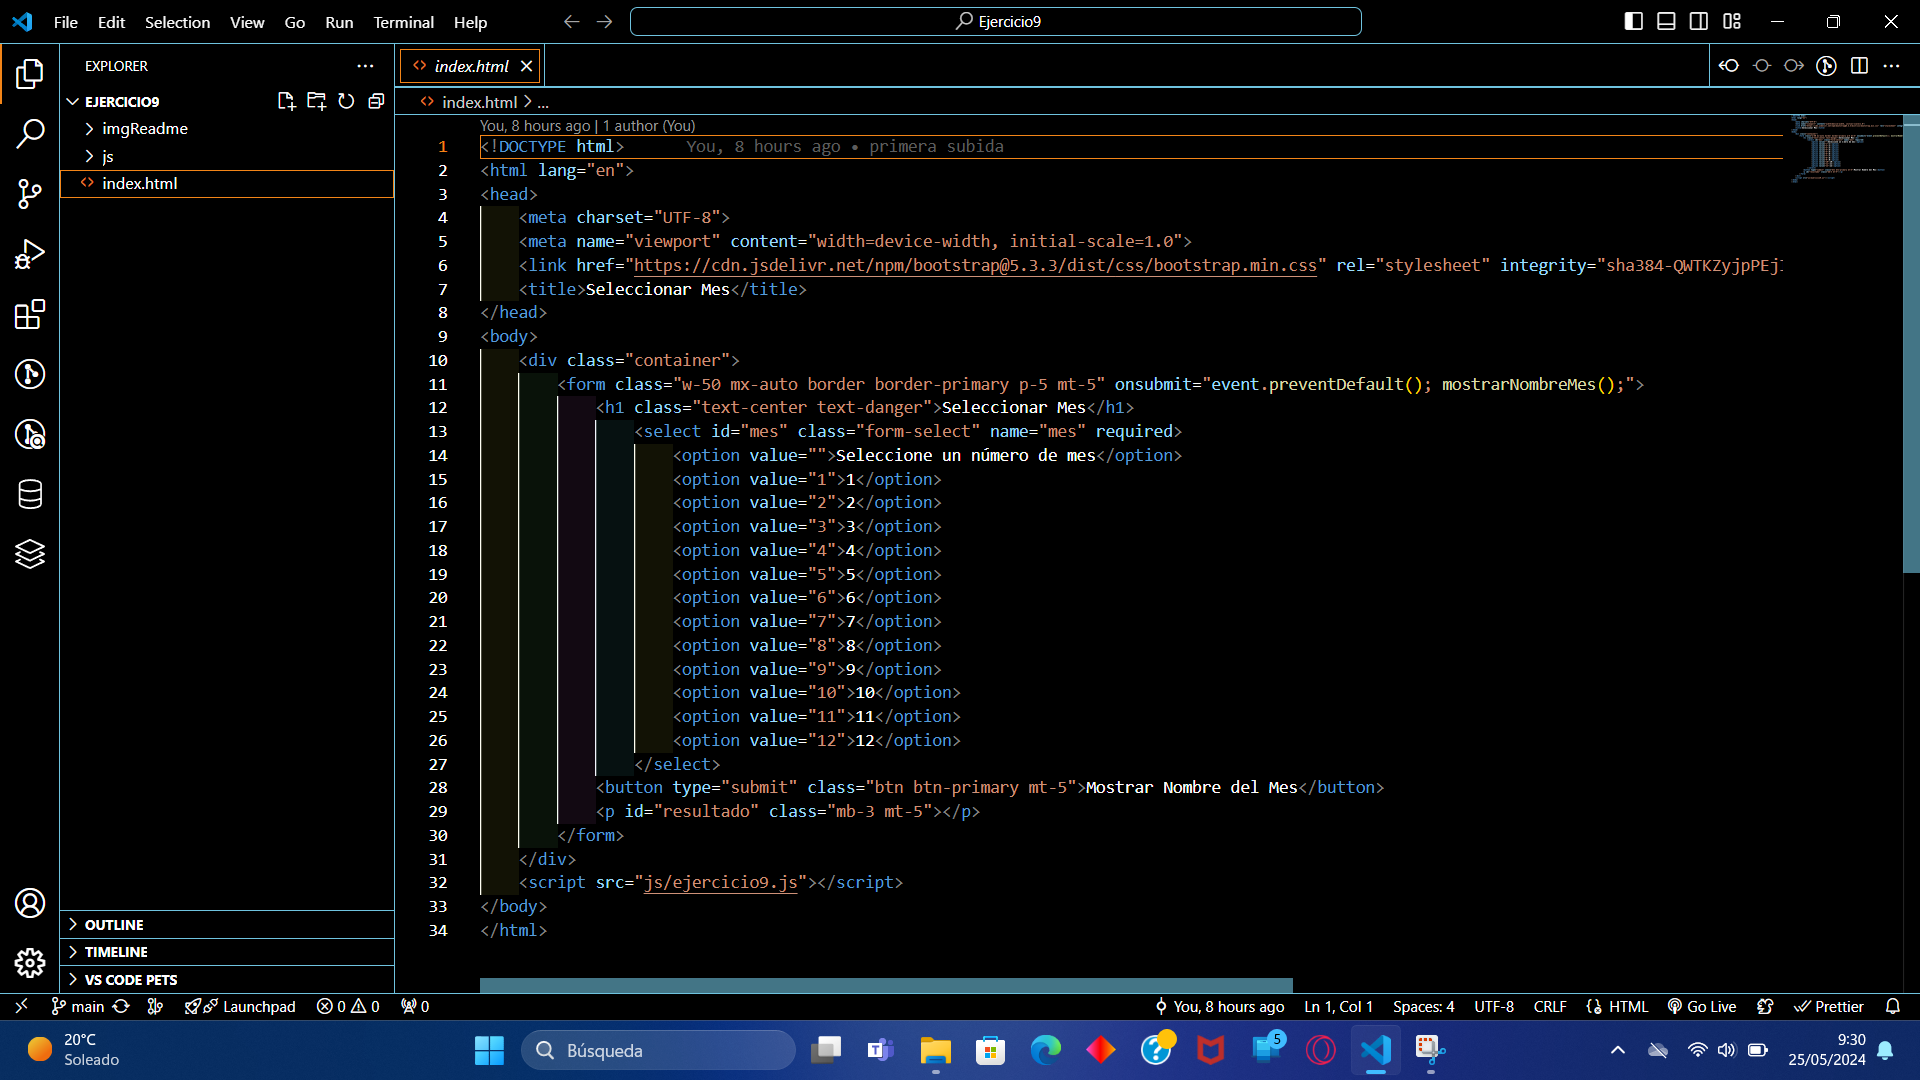 File Edit Selection View Go Run Terminal Help
Ejercicio9
EXPLORER
EJERCICIO9
imgReadme
js
index.html
OUTLINE
TIMELINE
VS CODE PETS
index.html
index.html > ...
You, 8 hours ago | 1 author (You)
1 <!DOCTYPE html> You, 8 hours ago • primera subida
2 <html lang="en">
3 <head>
4 <meta charset="UTF-8">
5 <meta name="viewport" content="width=device-width, initial-scale=1.0">
6 <link href="https://cdn.jsdelivr.net/npm/bootstrap@5.3.3/dist/css/bootstrap.min.css" rel="stylesheet" integrity="sha384-QWTKZyjpPEj
7 <title>Seleccionar Mes</title>
8 </head>
9 <body>
10 <div class="container">
11 <form class="w-50 mx-auto border border-primary p-5 mt-5" onsubmit="event.preventDefault(); mostrarNombreMes();">
12 <h1 class="text-center text-danger">Seleccionar Mes</h1>
13 <select id="mes" class="form-select" name="mes" required>
14 <option value="">Seleccione un número de mes</option>
15 <option value="1">1</option>
16 <option value="2">2</option>
17 <option value="3">3</option>
18 <option value="4">4</option>
19 <option value="5">5</option>
20 <option value="6">6</option>
21 <option value="7">7</option>
22 <option value="8">8</option>
23 <option value="9">9</option>
24 <option value="10">10</option>
25 <option value="11">11</option>
26 <option value="12">12</option>
27 </select>
28 <button type="submit" class="btn btn-primary mt-5">Mostrar Nombre del Mes</button>
29 <p id="resultado" class="mb-3 mt-5"></p>
30 </form>
31 </div>
32 <script src="js/ejercicio9.js"></script>
33 </body>
34 </html>
main Launchpad 0 0 0 You, 8 hours ago Ln 1, Col 1 Spaces: 4 UTF-8 CRLF HTML Go Live Prettier
20°C
Soleado
Búsqueda
5
9:30
25/05/2024